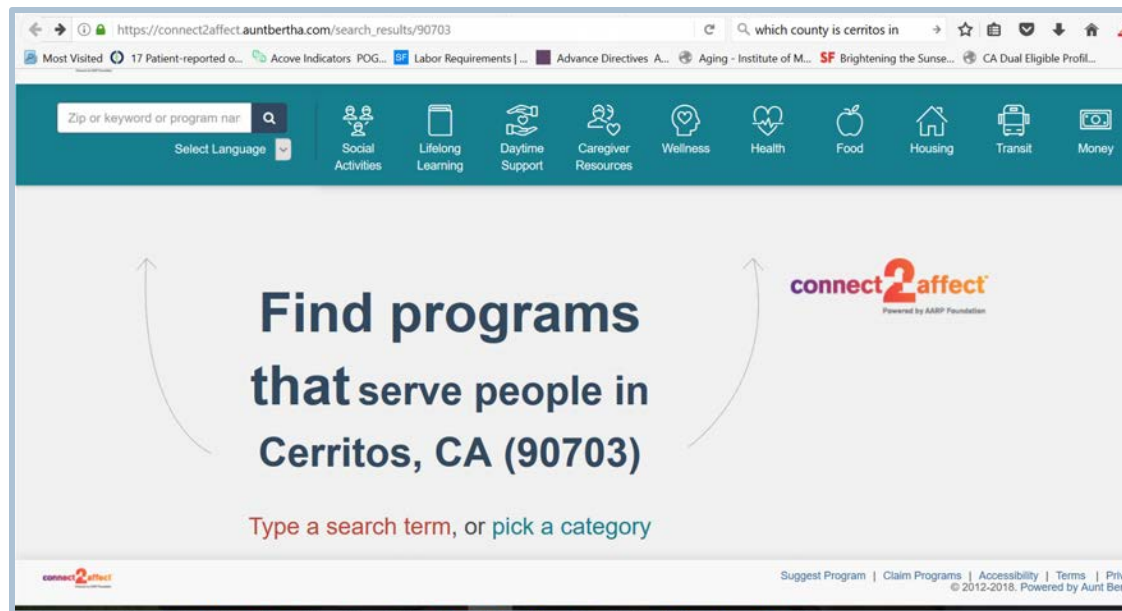 https://connect2affect.auntbertha.com/search_results/90703
which county is cerritos in
Most Visited 17 Patient-reported o... Acove Indicators POG... SF Labor Requirements | ... Advance Directives A... Aging - Institute of M... SF Brightening the Sunse... CA Dual Eligible Profil...
Zip or keyword or program nar
Select Language
Social Activities
Lifelong Learning
Daytime Support
Caregiver Resources
Wellness
Health
Food
Housing
Transit
Money
connect2affect
Powered by AARP Foundation
Find programs
that serve people in
Cerritos, CA (90703)
Type a search term, or pick a category
connect2affect
Suggest Program | Claim Programs | Accessibility | Terms | Priv
© 2012-2018. Powered by Aunt Ber